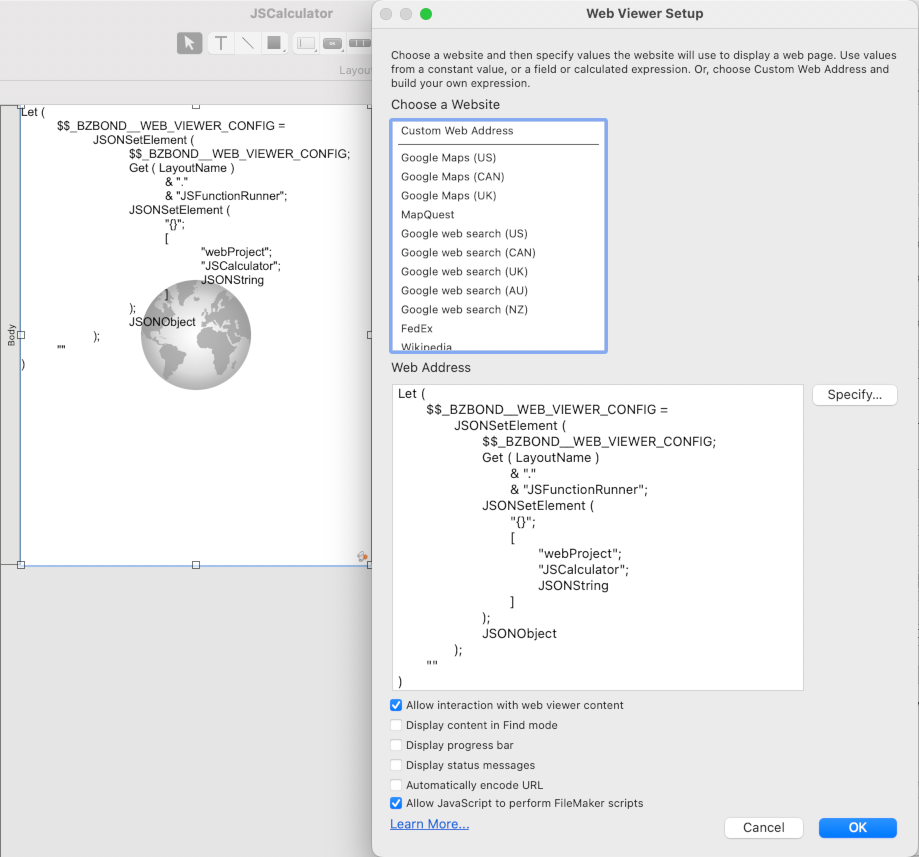 JSCalculator
Layou
Let (
$$_BZBOND__WEB_VIEWER_CONFIG =
JSONSetElement (
$$_BZBOND__WEB_VIEWER_CONFIG;
Get ( LayoutName )
& "."
& "JSFunctionRunner";
JSONSetElement (
"{}";
[
"webProject";
"JSCalculator";
JSONString
]
);
JSONObject
);
""
)
Body
Web Viewer Setup
Choose a website and then specify values the website will use to display a web page. Use values
from a constant value, or a field or calculated expression. Or, choose Custom Web Address and
build your own expression.
Choose a Website
Custom Web Address
Google Maps (US)
Google Maps (CAN)
Google Maps (UK)
MapQuest
Google web search (US)
Google web search (CAN)
Google web search (UK)
Google web search (AU)
Google web search (NZ)
FedEx
Wikipedia
Web Address
Let (
$$_BZBOND__WEB_VIEWER_CONFIG =
JSONSetElement (
$$_BZBOND__WEB_VIEWER_CONFIG;
Get ( LayoutName )
& "."
& "JSFunctionRunner";
JSONSetElement (
"{}";
[
"webProject";
"JSCalculator";
JSONString
]
);
JSONObject
);
""
)
Specify...
Allow interaction with web viewer content
Display content in Find mode
Display progress bar
Display status messages
Automatically encode URL
Allow JavaScript to perform FileMaker scripts
Learn More...
Cancel
OK